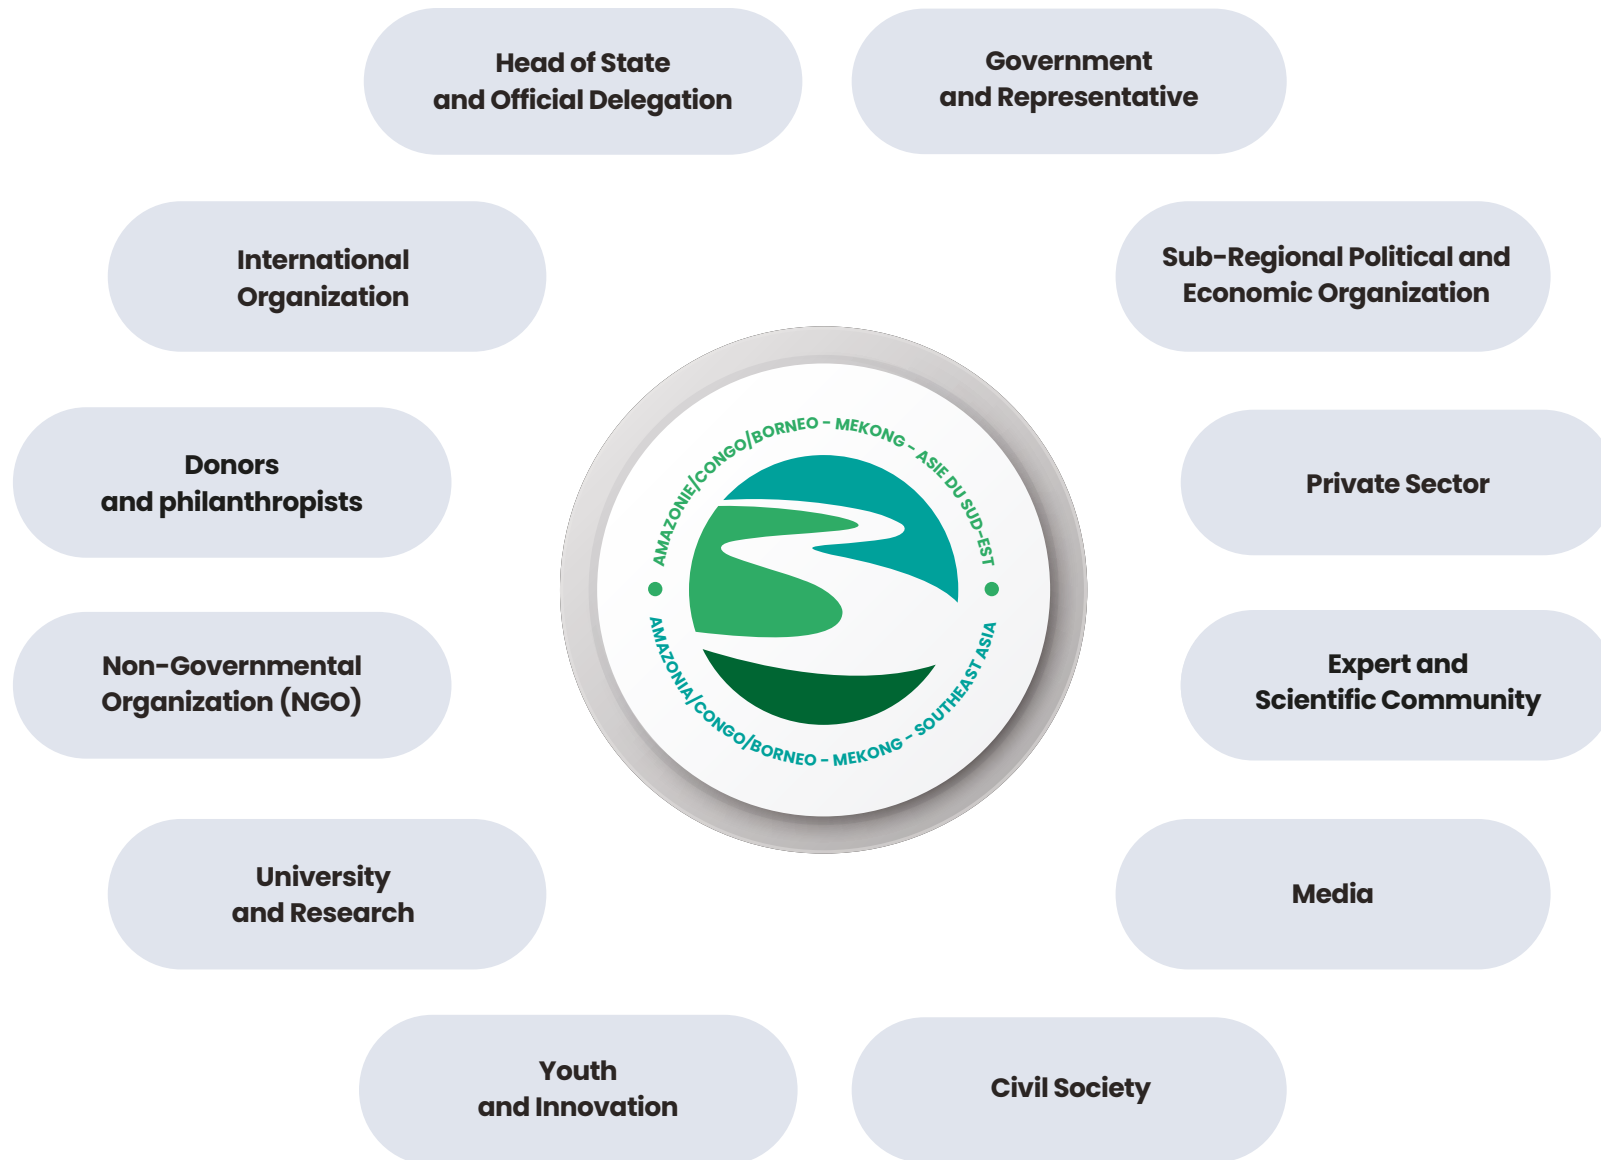 Head of State
and Official Delegation
Government
and Representative
International
Organization
Sub-Regional Political and
Economic Organization
Donors
and philanthropists
Private Sector
AMAZONIE/CONGO/BORNEO - MEKONG - ASIE DU SUD-EST
AMAZONIA/CONGO/BORNEO - MEKONG - SOUTHEAST ASIA
Non-Governmental
Organization (NGO)
Expert and
Scientific Community
University
and Research
Media
Youth
and Innovation
Civil Society